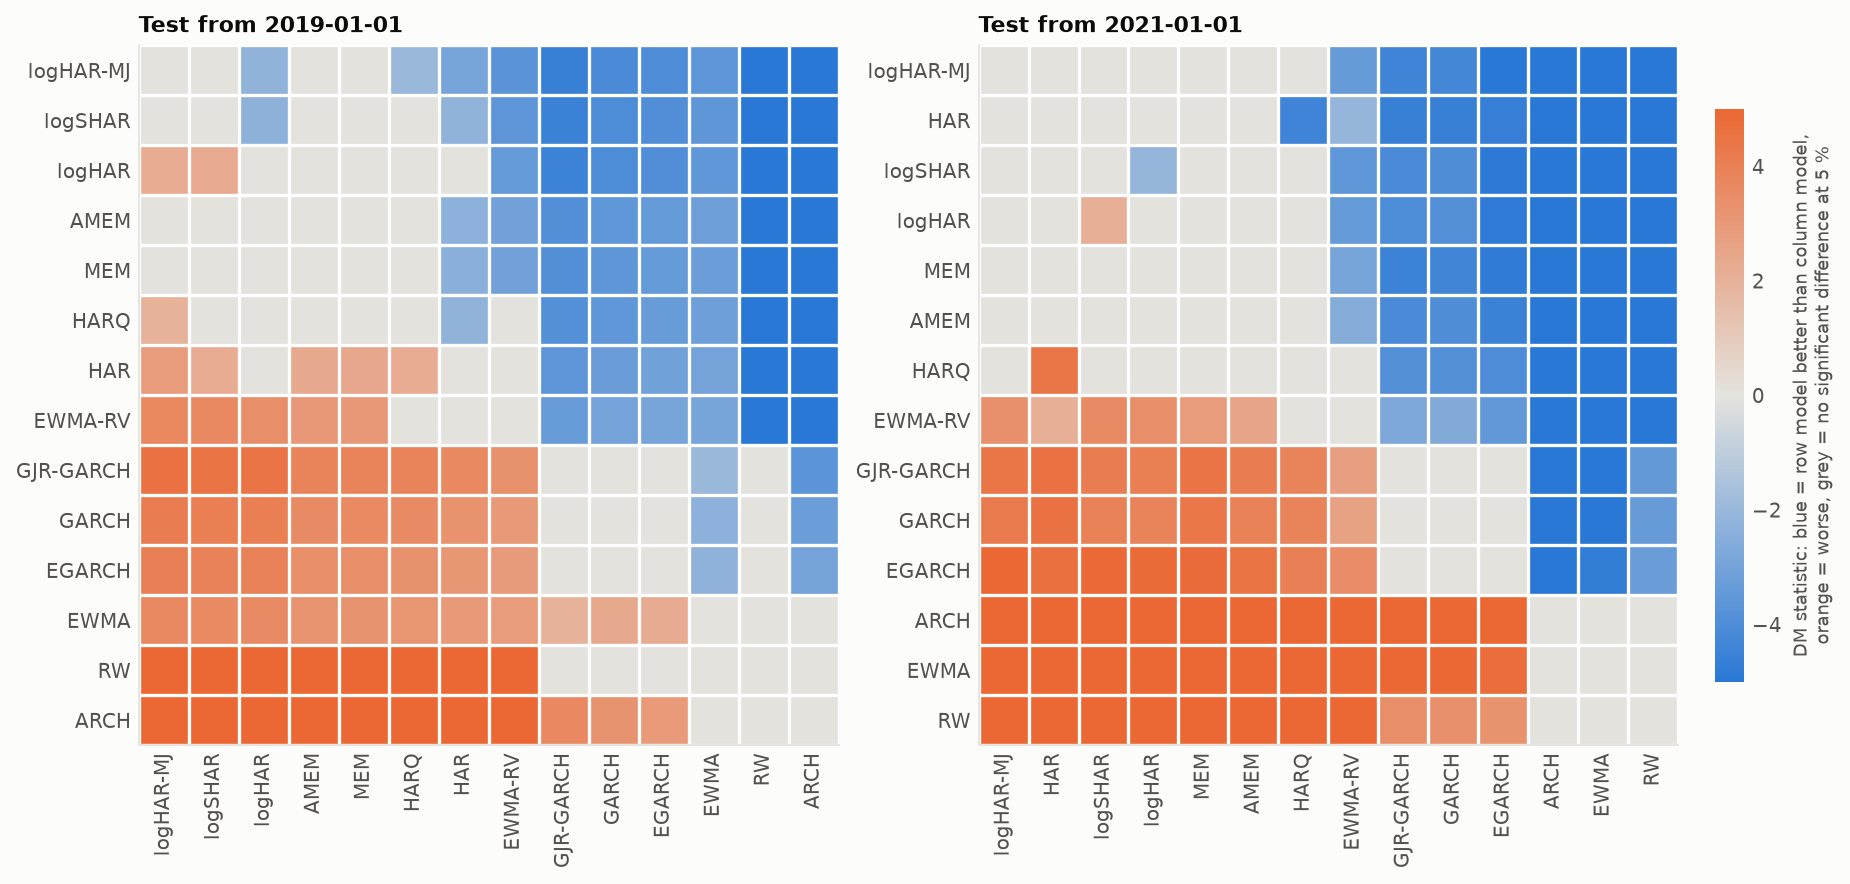 Test from 2019-01-01
logHAR-MJ
logSHAR
logHAR
AMEM
MEM
HARQ
HAR
EWMA-RV
GJR-GARCH
GARCH
EGARCH
EWMA
RW
ARCH
logHAR-MJ
logSHAR
logHAR
AMEM
MEM
HARQ
HAR
EWMA-RV
GJR-GARCH
GARCH
EGARCH
EWMA
RW
ARCH
Test from 2021-01-01
logHAR-MJ
HAR
logSHAR
logHAR
MEM
AMEM
HARQ
EWMA-RV
GJR-GARCH
GARCH
EGARCH
ARCH
EWMA
RW
logHAR-MJ
HAR
logSHAR
logHAR
MEM
AMEM
HARQ
EWMA-RV
GJR-GARCH
GARCH
EGARCH
ARCH
EWMA
RW
4
2
0
−2
−4
DM statistic: blue = row model better than column model,
orange = worse, grey = no significant difference at 5 %